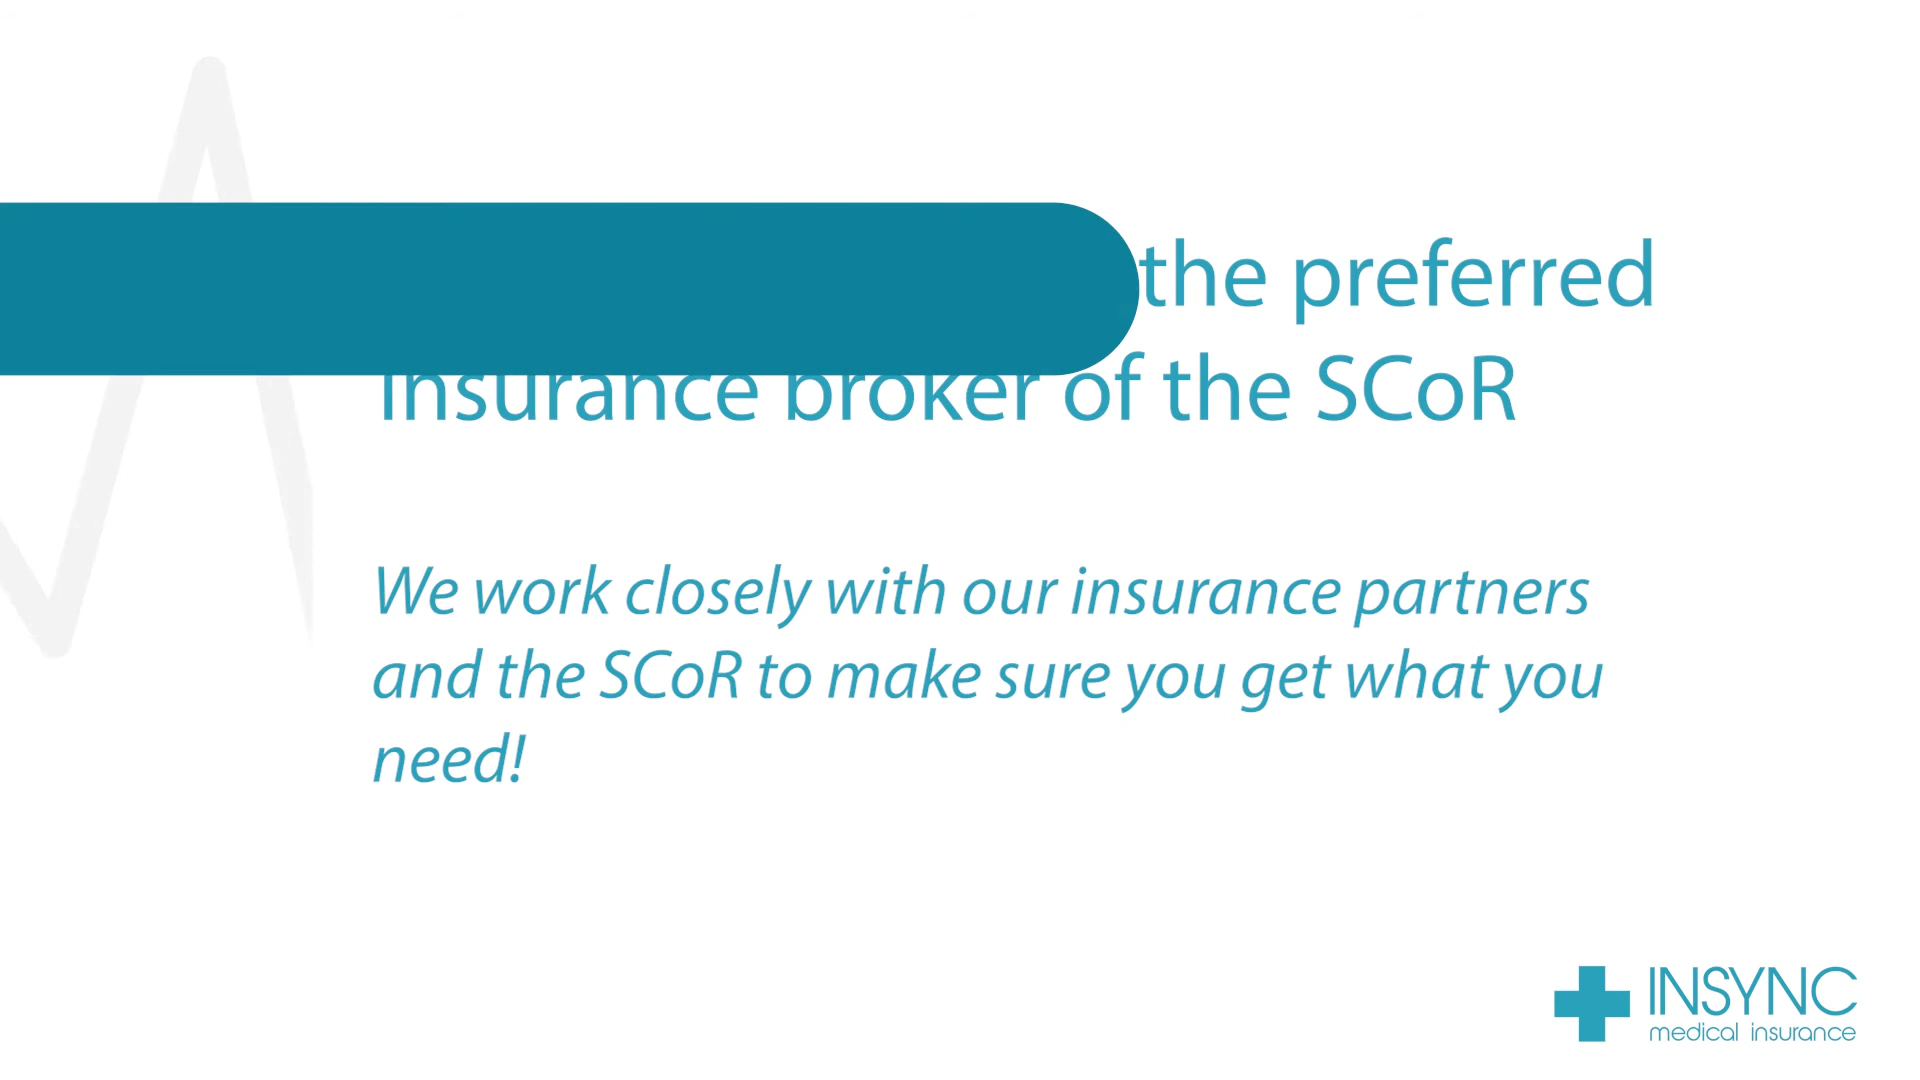 the preferred
insurance broker of the SCoR
We work closely with our insurance partners
and the SCoR to make sure you get what you
need!
INSYNC
medical insurance